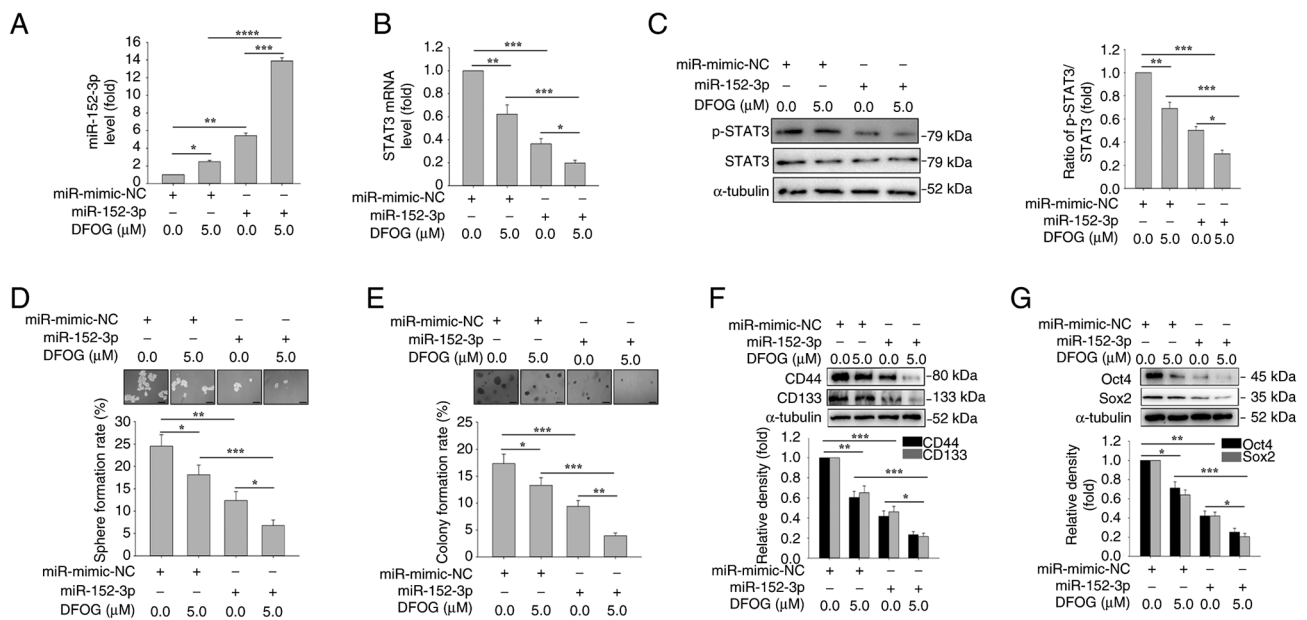 A
miR-152-3p
level (fold)
16
14
12
10
8
6
4
2
0
****
***
**
*
miR-mimic-NC + + − −
miR-152-3p − − + +
DFOG (μM) 0.0 5.0 0.0 5.0
B
STAT3 mRNA
level (fold)
1.2
1.0
0.8
0.6
0.4
0.2
0
***
**
***
*
miR-mimic-NC + + − −
miR-152-3p − − + +
DFOG (μM) 0.0 5.0 0.0 5.0
C
miR-mimic-NC + + − −
miR-152-3p − − + +
DFOG (μM) 0.0 5.0 0.0 5.0
p-STAT3 79 kDa
STAT3 79 kDa
α-tubulin 52 kDa
Ratio of p-STAT3/
STAT3 (fold)
1.2
1.0
0.8
0.6
0.4
0.2
0.0
***
**
***
*
miR-mimic-NC + + − −
miR-152-3p − − + +
DFOG (μM) 0.0 5.0 0.0 5.0
D
miR-mimic-NC + + − −
miR-152-3p − − + +
DFOG (μM) 0.0 5.0 0.0 5.0
Sphere formation rate (%)
30
25
20
15
10
5
0
**
*
***
*
miR-mimic-NC + + − −
miR-152-3p − − + +
DFOG (μM) 0.0 5.0 0.0 5.0
E
miR-mimic-NC + + − −
miR-152-3p − − + +
DFOG (μM) 0.0 5.0 0.0 5.0
Colony formation rate (%)
30
25
20
15
10
5
0
***
*
***
**
miR-mimic-NC + + − −
miR-152-3p − − + +
DFOG (μM) 0.0 5.0 0.0 5.0
F
miR-mimic-NC + + − −
miR-152-3p − − + +
DFOG (μM) 0.0 5.0 0.0 5.0
CD44 80 kDa
CD133 133 kDa
α-tubulin 52 kDa
Relative density (fold)
1.2
1.0
0.8
0.6
0.4
0.2
0.0
CD44
CD133
***
**
***
*
miR-mimic-NC + + − −
miR-152-3p − − + +
DFOG (μM) 0.0 5.0 0.0 5.0
G
miR-mimic-NC + + − −
miR-152-3p − − + +
DFOG (μM) 0.0 5.0 0.0 5.0
Oct4 45 kDa
Sox2 35 kDa
α-tubulin 52 kDa
Relative density
(fold)
1.2
1.0
0.8
0.6
0.4
0.2
0.0
Oct4
Sox2
**
*
***
*
miR-mimic-NC + + − −
miR-152-3p − − + +
DFOG (μM) 0.0 5.0 0.0 5.0